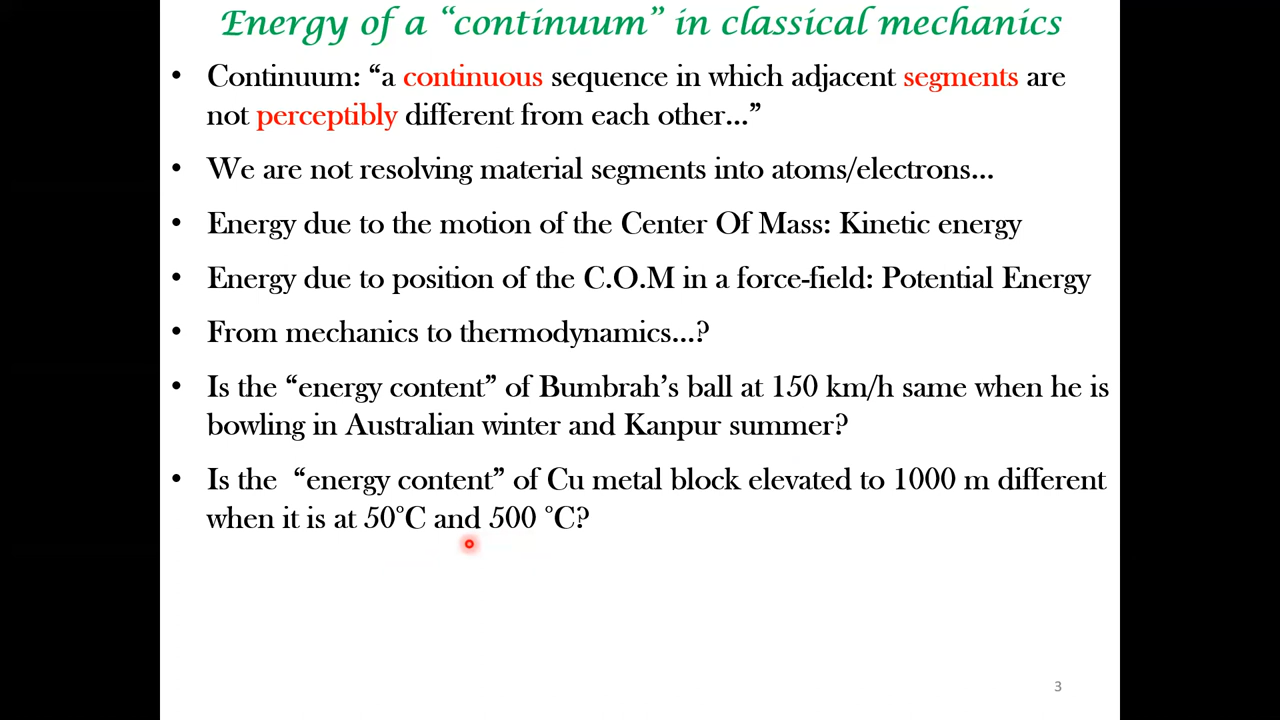 Energy of a “continuum” in classical mechanics
• Continuum: “a continuous sequence in which adjacent segments are
not perceptibly different from each other...”
• We are not resolving material segments into atoms/electrons...
• Energy due to the motion of the Center Of Mass: Kinetic energy
• Energy due to position of the C.O.M in a force-field: Potential Energy
• From mechanics to thermodynamics...?
• Is the “energy content” of Bumbrah’s ball at 150 km/h same when he is
bowling in Australian winter and Kanpur summer?
• Is the “energy content” of Cu metal block elevated to 1000 m different
when it is at 50°C and 500 °C?
3